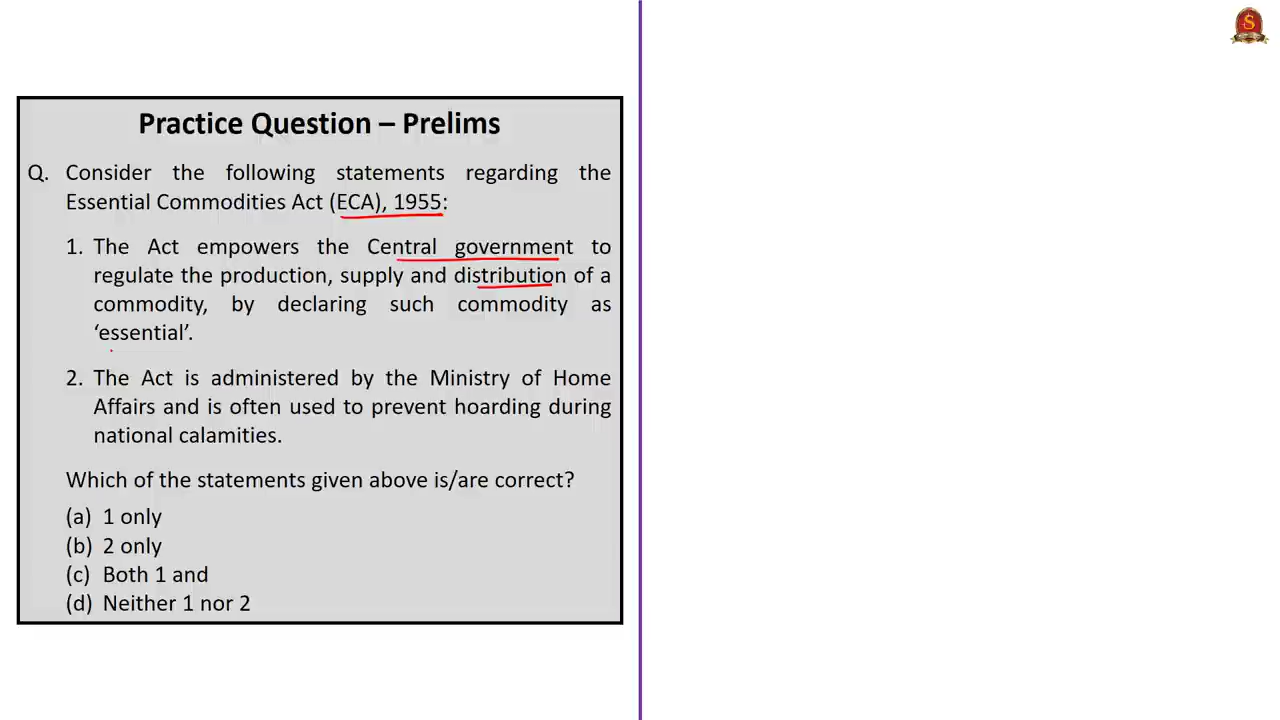 Practice Question – Prelims
Q. Consider the following statements regarding the
Essential Commodities Act (ECA), 1955:
1. The Act empowers the Central government to
regulate the production, supply and distribution of a
commodity, by declaring such commodity as
‘essential’.
2. The Act is administered by the Ministry of Home
Affairs and is often used to prevent hoarding during
national calamities.
Which of the statements given above is/are correct?
(a) 1 only
(b) 2 only
(c) Both 1 and
(d) Neither 1 nor 2
S